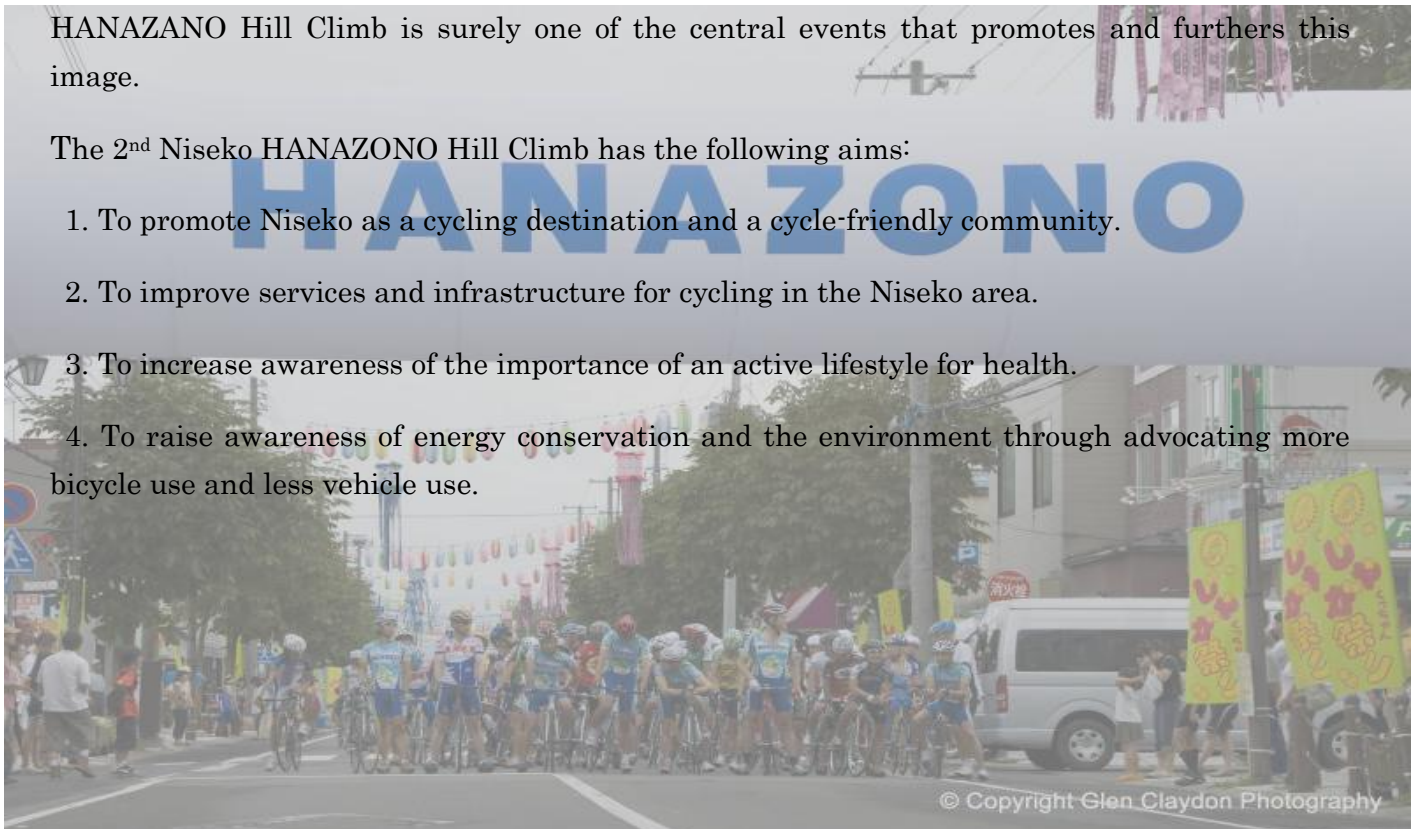 HANAZANO Hill Climb is surely one of the central events that promotes and furthers this
image.
The 2nd Niseko HANAZONO Hill Climb has the following aims:
HANAZONO
1. To promote Niseko as a cycling destination and a cycle-friendly community.
2. To improve services and infrastructure for cycling in the Niseko area.
3. To increase awareness of the importance of an active lifestyle for health.
4. To raise awareness of energy conservation and the environment through advocating more
bicycle use and less vehicle use.
消火栓
© Copyright Glen Claydon Photography